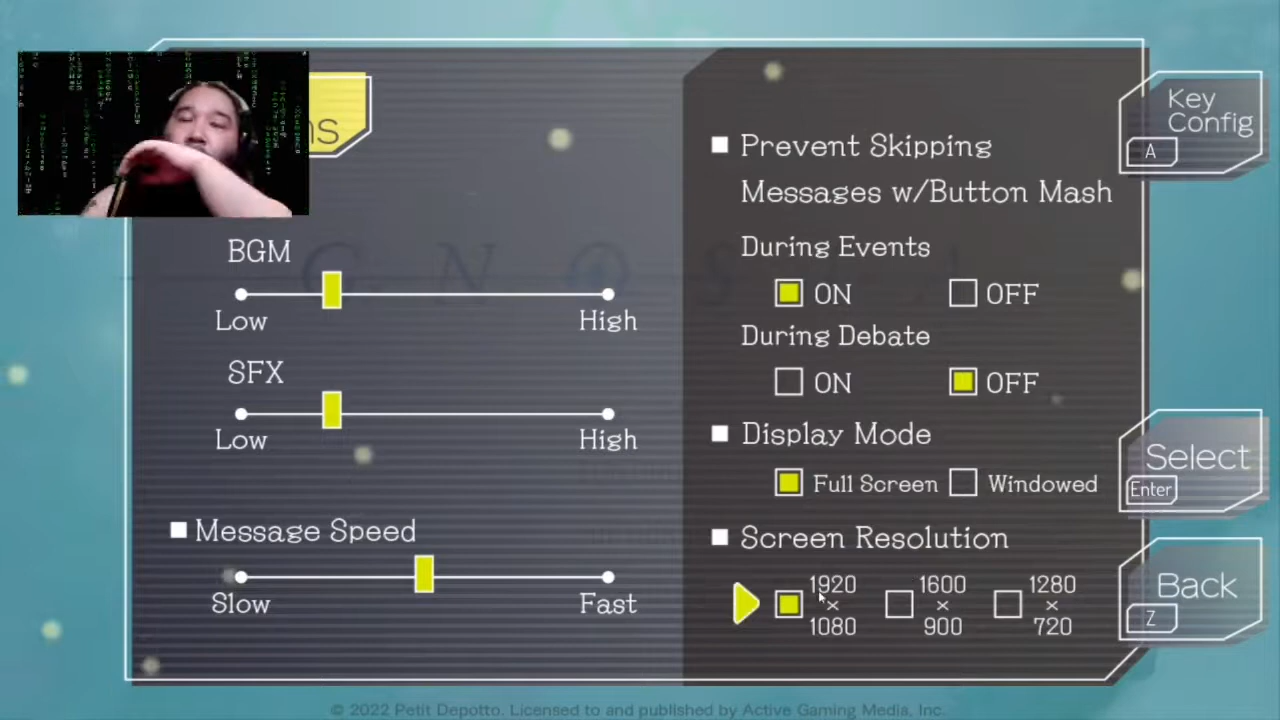 ns
BGM
Low High
SFX
Low High
Message Speed
Slow Fast
Prevent Skipping
Messages w/Button Mash
During Events
ON OFF
During Debate
ON OFF
Display Mode
Full Screen Windowed
Screen Resolution
1920 × 1080
1600 × 900
1280 × 720
Key
Config
A
Select
Enter
Back
Z
© 2022 Petit Depotto. Licensed to and published by Active Gaming Media, Inc.